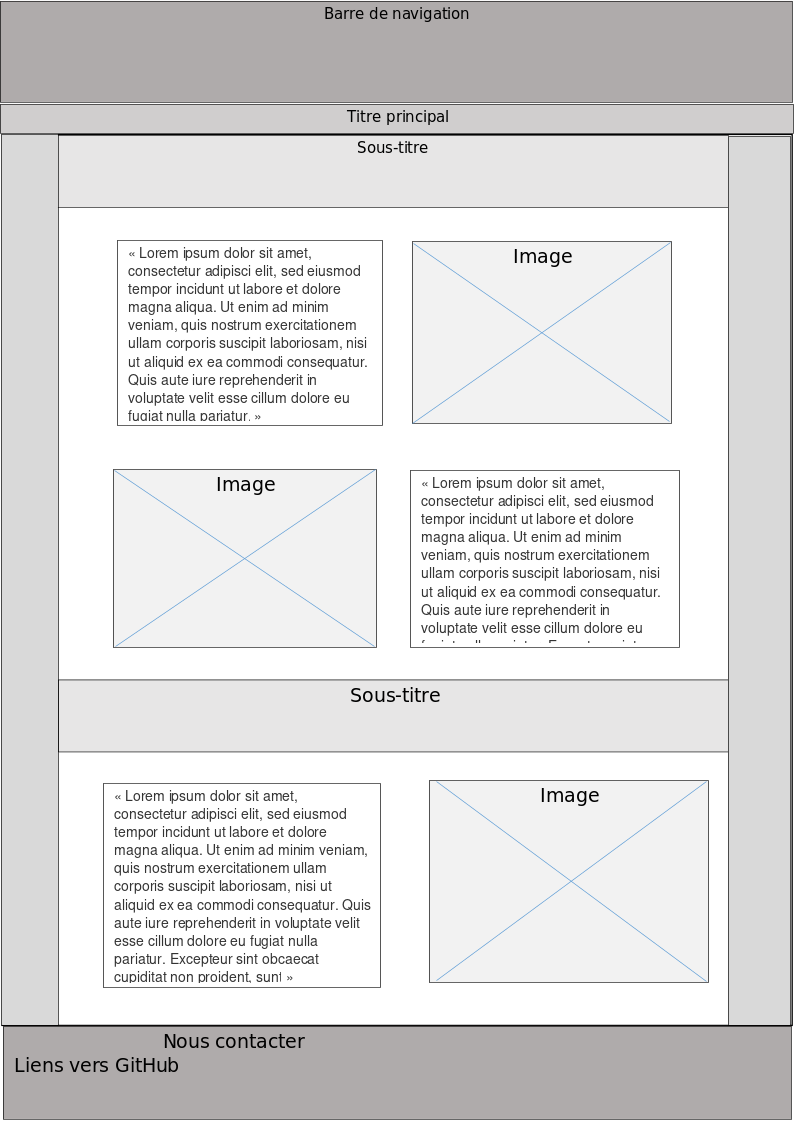 Barre de navigation
Titre principal
Sous-titre
« Lorem ipsum dolor sit amet,
consectetur adipisci elit, sed eiusmod
tempor incidunt ut labore et dolore
magna aliqua. Ut enim ad minim
veniam, quis nostrum exercitationem
ullam corporis suscipit laboriosam, nisi
ut aliquid ex ea commodi consequatur.
Quis aute iure reprehenderit in
voluptate velit esse cillum dolore eu
fugiat nulla pariatur. »
Image
Image
« Lorem ipsum dolor sit amet,
consectetur adipisci elit, sed eiusmod
tempor incidunt ut labore et dolore
magna aliqua. Ut enim ad minim
veniam, quis nostrum exercitationem
ullam corporis suscipit laboriosam, nisi
ut aliquid ex ea commodi consequatur.
Quis aute iure reprehenderit in
voluptate velit esse cillum dolore eu
Sous-titre
« Lorem ipsum dolor sit amet,
consectetur adipisci elit, sed eiusmod
tempor incidunt ut labore et dolore
magna aliqua. Ut enim ad minim veniam,
quis nostrum exercitationem ullam
corporis suscipit laboriosam, nisi ut
aliquid ex ea commodi consequatur. Quis
aute iure reprehenderit in voluptate velit
esse cillum dolore eu fugiat nulla
pariatur. Excepteur sint obcaecat
cupiditat non proident, sunt »
Image
Nous contacter
Liens vers GitHub